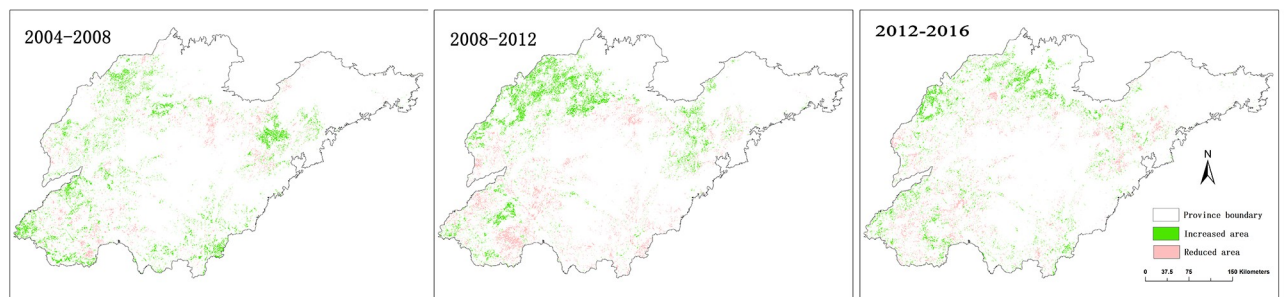 2004-2008
2008-2012
2012-2016
N
Province boundary
Increased area
Reduced area
0 37.5 75 150 Kilometers